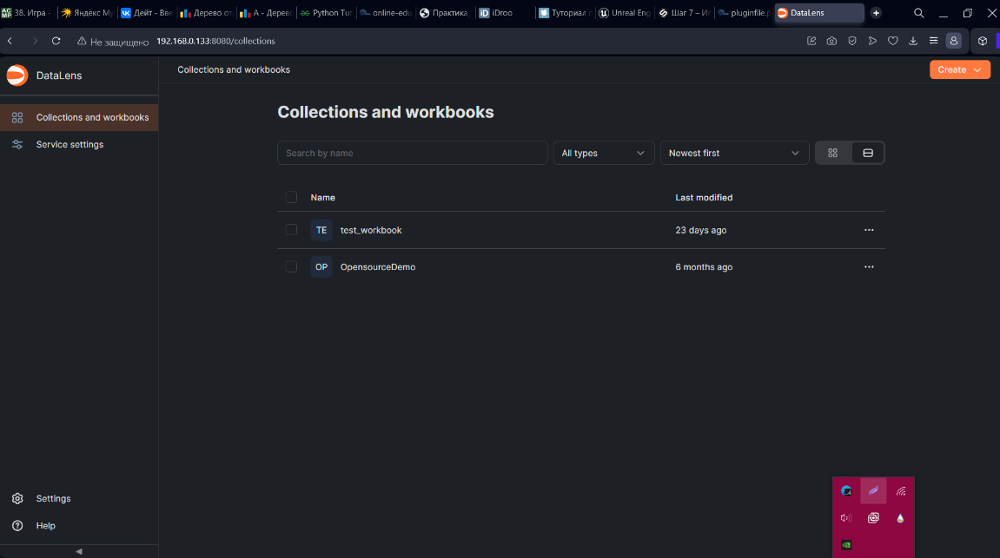 38. Игра -
Яндекс Му
Дейт - Вве
Дерево от
А - Дерев
Python Tut
online-edu
Практика
iDroo
Туториал п
Unreal Eng
Шаг 7 – И
pluginfile.p
DataLens
Не защищено 192.168.0.133:8080/collections
DataLens
Collections and workbooks
Create
Collections and workbooks
Service settings
Collections and workbooks
Search by name
All types
Newest first
Name
Last modified
TE test_workbook 23 days ago
OP OpensourceDemo 6 months ago
Settings
Help